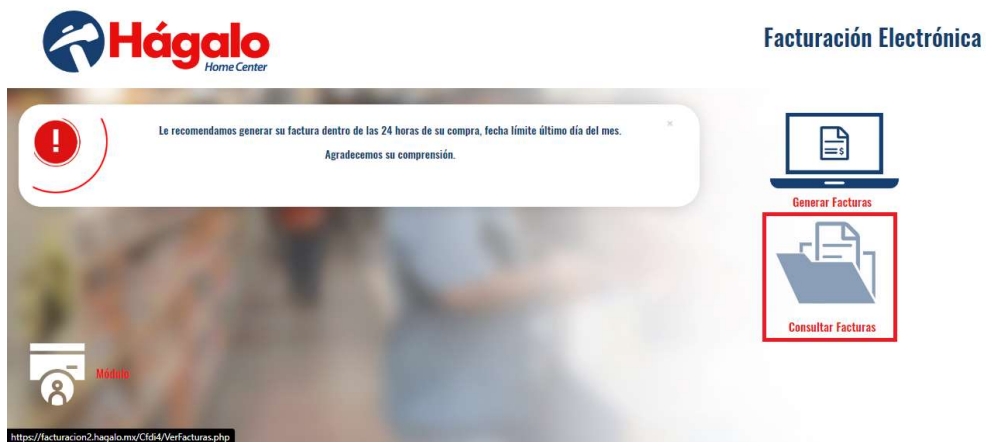 Hágalo
Home Center
Facturación Electrónica
Le recomendamos generar su factura dentro de las 24 horas de su compra, fecha límite último día del mes.
Agradecemos su comprensión.
Generar Facturas
Consultar Facturas
Módulo
https://facturacion2.hagalo.mx/Cfdi4/VerFacturas.php